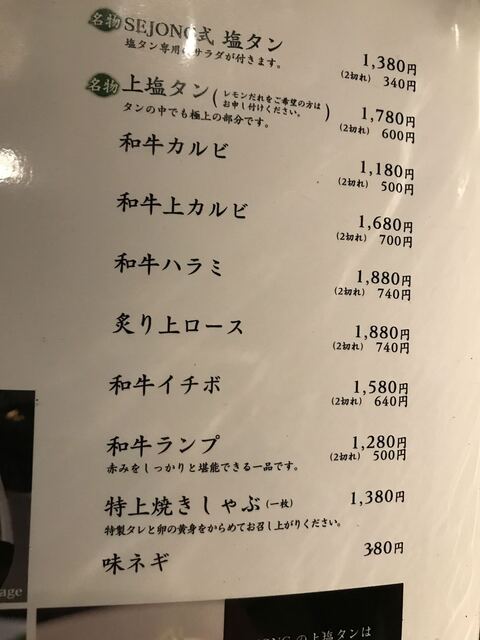 名物 SEJONG式 塩タン 1,380円
塩タン専用のサラダが付きます。 (2切れ) 340円
名物 上塩タン(レモンだれをご希望の方は
お申し付けください。) 1,780円
タンの中でも極上の部分です。 (2切れ) 600円
和牛カルビ 1,180円
(2切れ) 500円
和牛上カルビ 1,680円
(2切れ) 700円
和牛ハラミ 1,880円
(2切れ) 740円
炙り上ロース 1,880円
(2切れ) 740円
和牛イチボ 1,580円
(2切れ) 640円
和牛ランプ 1,280円
赤みをしっかりと堪能できる一品です。 (2切れ) 500円
特上焼きしゃぶ(一枚) 1,380円
特製タレと卵の黄身をからめてお召し上がりください。
味ネギ 380円
age
の上塩タンは